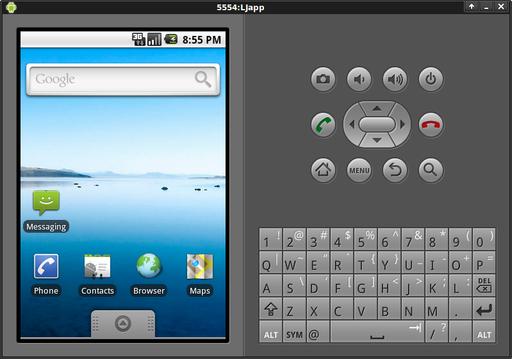 5554:LJapp
3G
8:55 PM
Google
Messaging
Phone Contacts Browser Maps
MENU
1 ! 2 @ 3 # 4 $ 5 % 6 ^ 7 & 8 * 9 ( 0 )
Q W ~ E " R ` T { Y } U _ I - O + P =
A S \ D ' F [ G ] H < J > K ; L : DEL
Z X C V B N M .
ALT SYM @ / ? , ALT